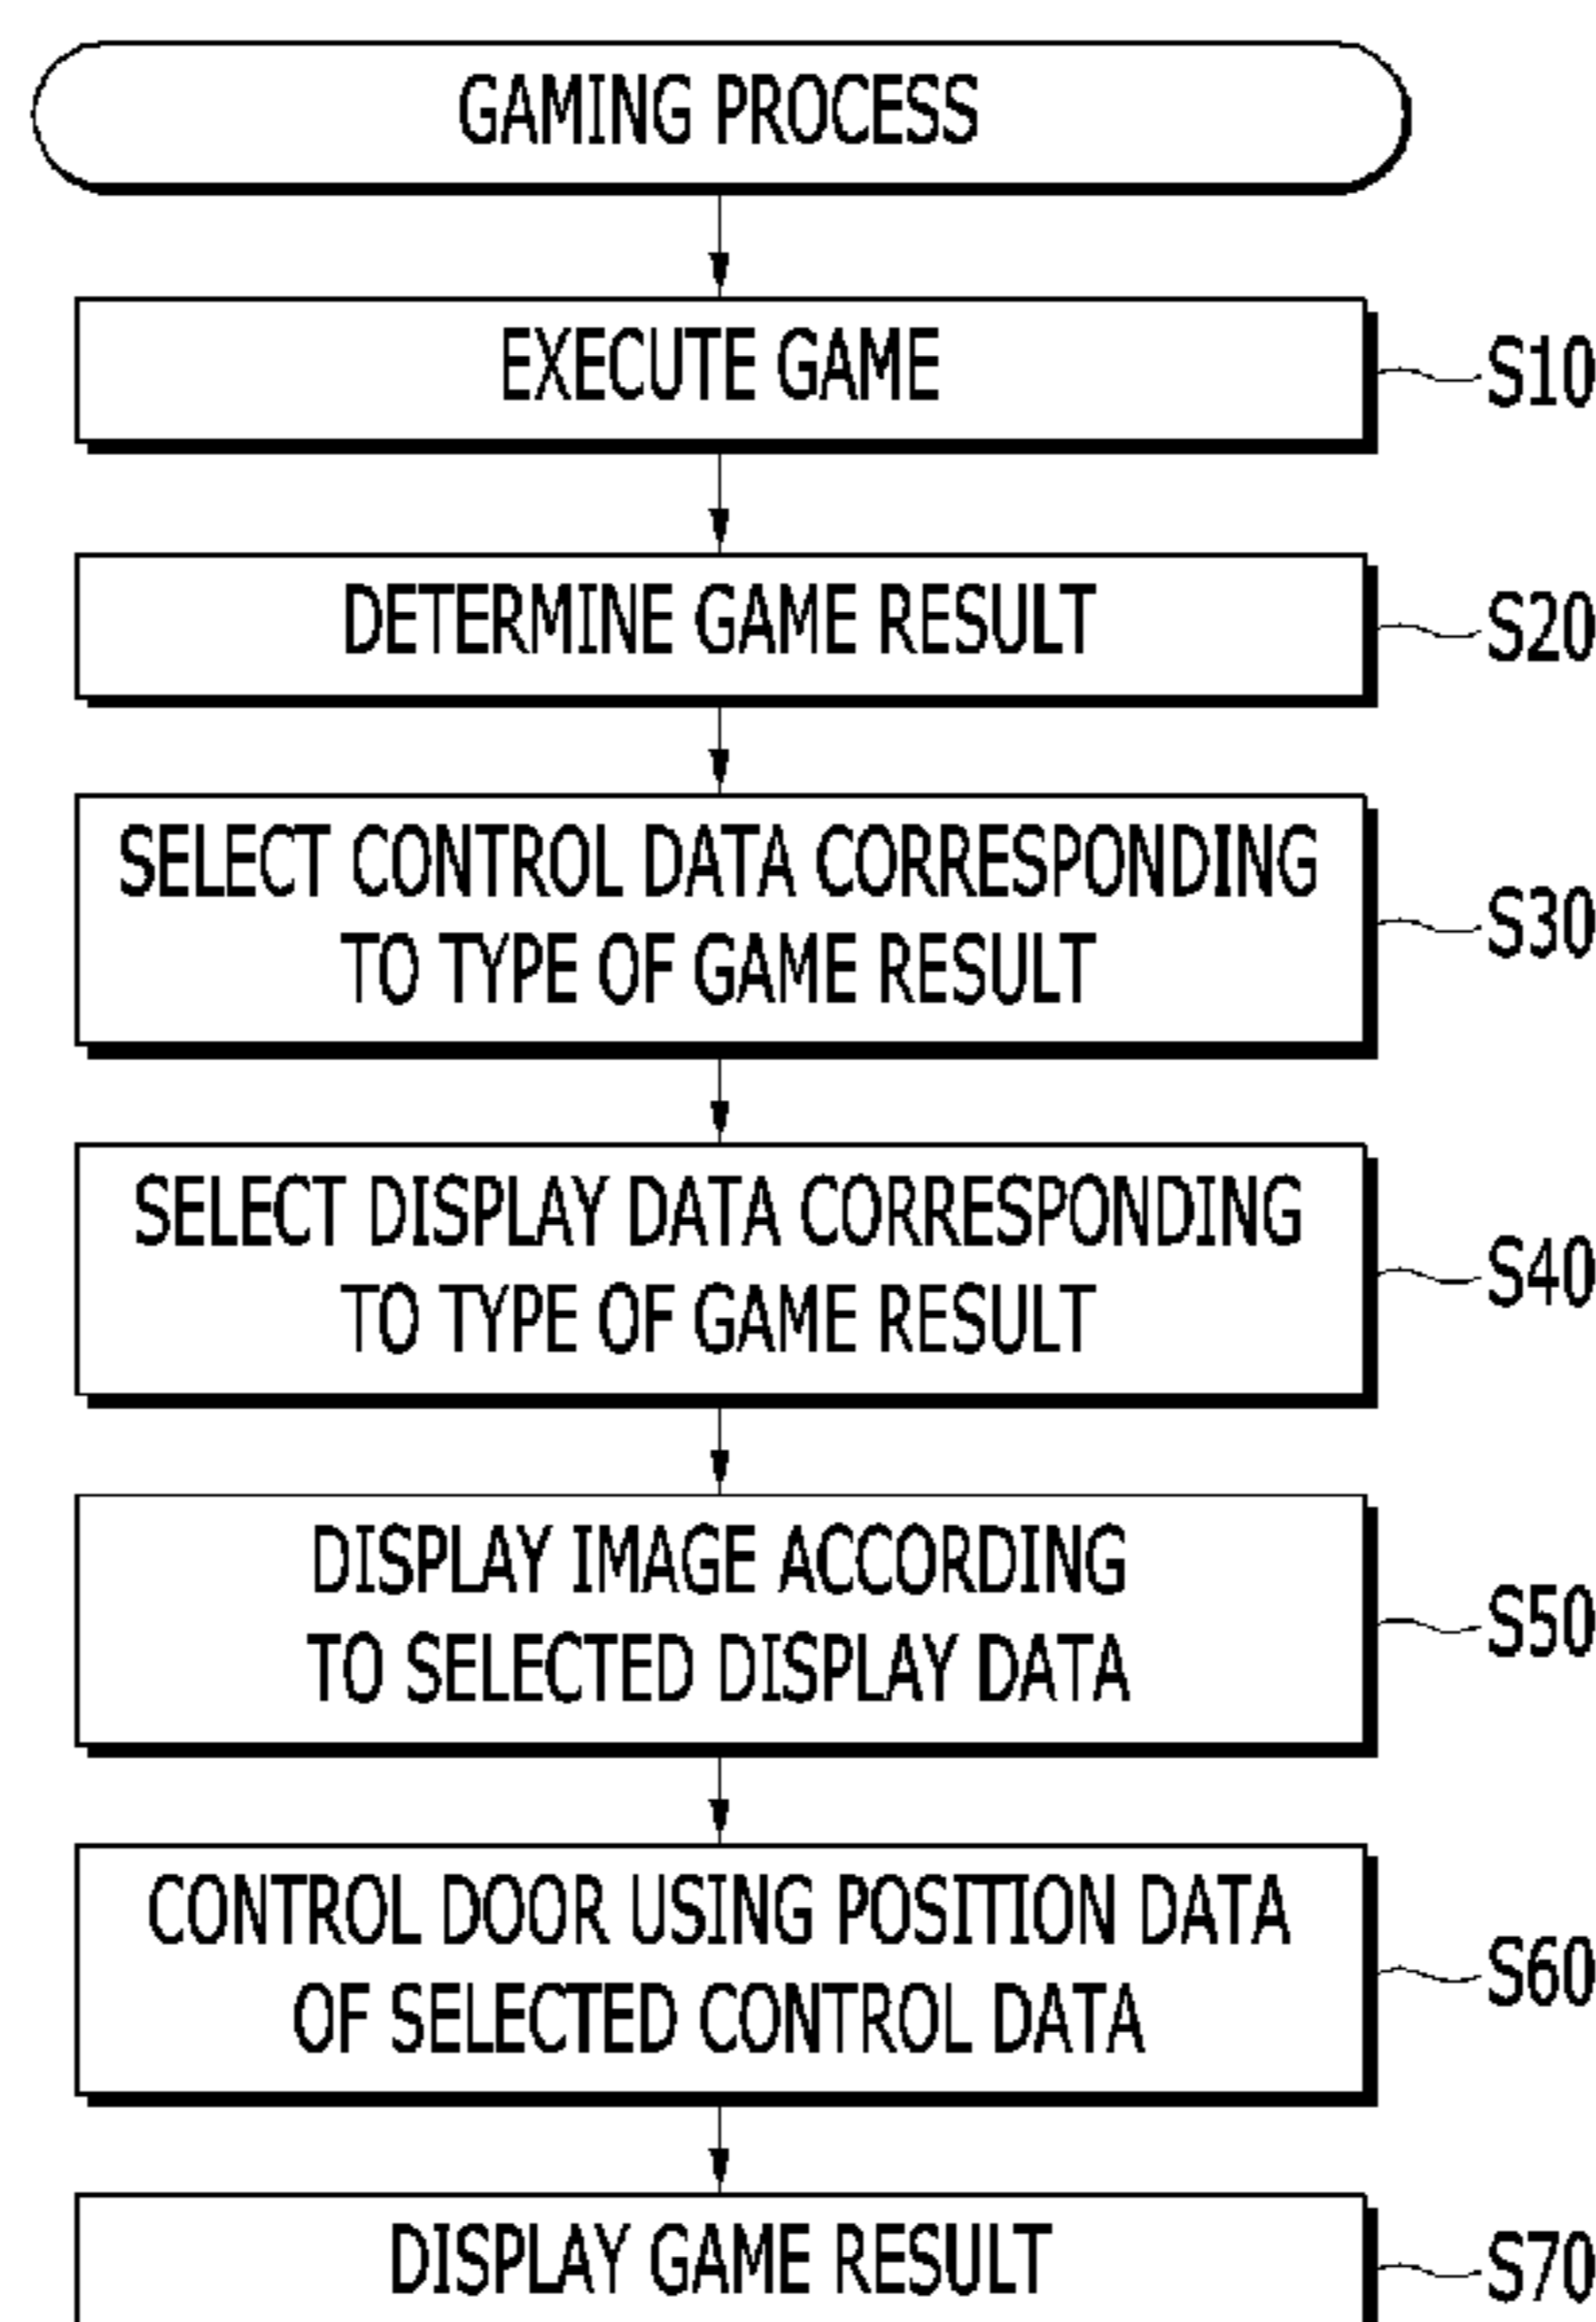 GAMING PROCESS
EXECUTE GAME
S10
DETERMINE GAME RESULT
S20
SELECT CONTROL DATA CORRESPONDING
TO TYPE OF GAME RESULT
S30
SELECT DISPLAY DATA CORRESPONDING
TO TYPE OF GAME RESULT
S40
DISPLAY IMAGE ACCORDING
TO SELECTED DISPLAY DATA
S50
CONTROL DOOR USING POSITION DATA
OF SELECTED CONTROL DATA
S60
DISPLAY GAME RESULT
S70